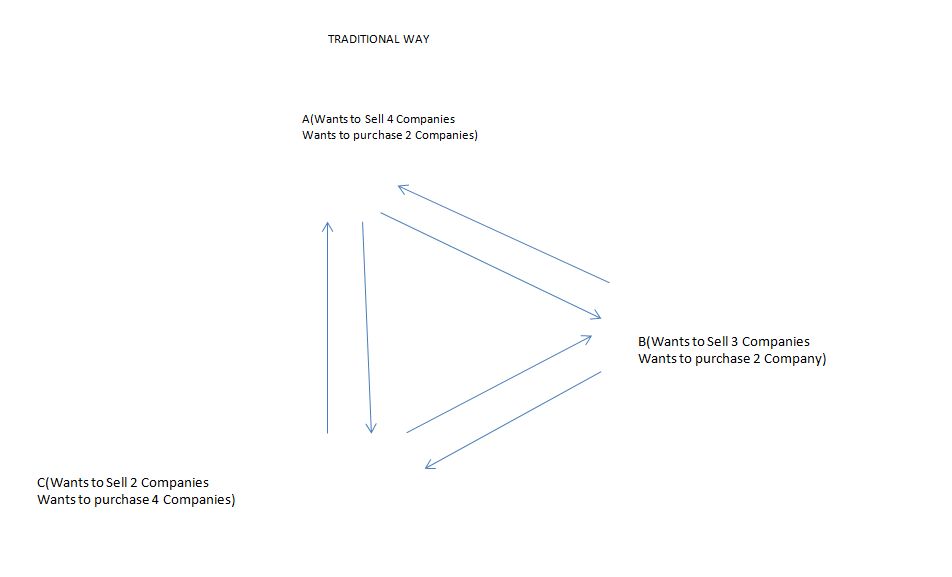 TRADITIONAL WAY
A(Wants to Sell 4 Companies
Wants to purchase 2 Companies)
B(Wants to Sell 3 Companies
Wants to purchase 2 Company)
C(Wants to Sell 2 Companies
Wants to purchase 4 Companies)